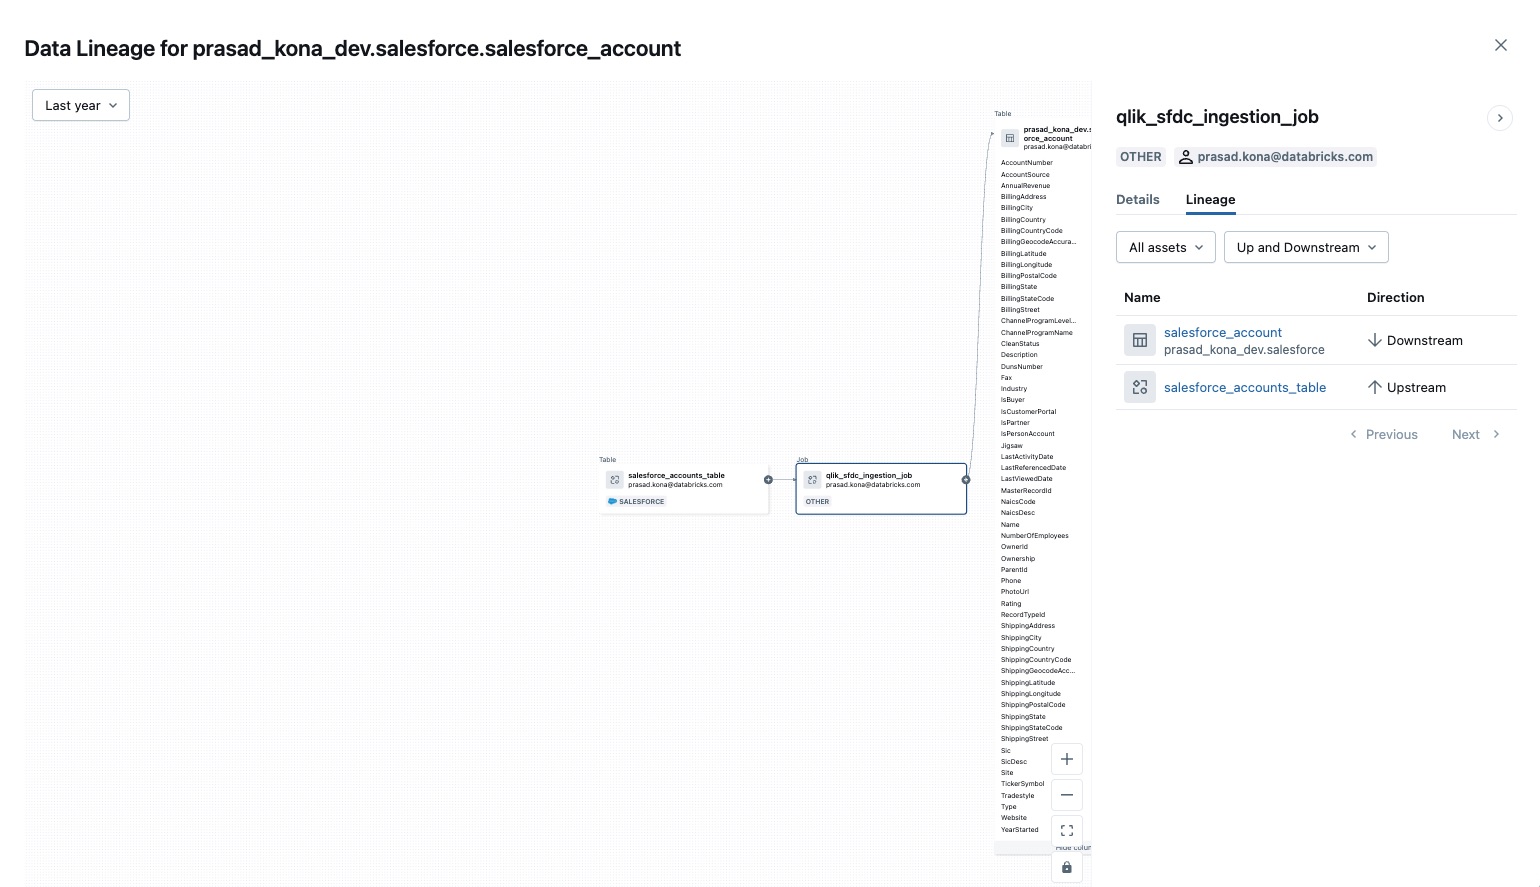 Data Lineage for prasad_kona_dev.salesforce.salesforce_account
Last year
Table
salesforce_accounts_table
prasad.kona@databricks.com
SALESFORCE
Job
qlik_sfdc_ingestion_job
prasad.kona@databricks.com
OTHER
Table
prasad_kona_dev.s
orce_account
prasad.kona@databri
AccountNumber
AccountSource
AnnualRevenue
BillingAddress
BillingCity
BillingCountry
BillingCountryCode
BillingGeocodeAccura...
BillingLatitude
BillingLongitude
BillingPostalCode
BillingState
BillingStateCode
BillingStreet
ChannelProgramLevel...
ChannelProgramName
CleanStatus
Description
DunsNumber
Fax
Industry
IsBuyer
IsCustomerPortal
IsPartner
IsPersonAccount
Jigsaw
LastActivityDate
LastReferencedDate
LastViewedDate
MasterRecordId
NaicsCode
NaicsDesc
Name
NumberOfEmployees
OwnerId
Ownership
ParentId
Phone
PhotoUrl
Rating
RecordTypeId
ShippingAddress
ShippingCity
ShippingCountry
ShippingCountryCode
ShippingGeocodeAcc...
ShippingLatitude
ShippingLongitude
ShippingPostalCode
ShippingState
ShippingStateCode
ShippingStreet
Sic
SicDesc
Site
TickerSymbol
Tradestyle
Type
Website
YearStarted
Hide colur
qlik_sfdc_ingestion_job
OTHER prasad.kona@databricks.com
Details Lineage
All assets Up and Downstream
Name Direction
salesforce_account
prasad_kona_dev.salesforce
Downstream
salesforce_accounts_table Upstream
Previous Next